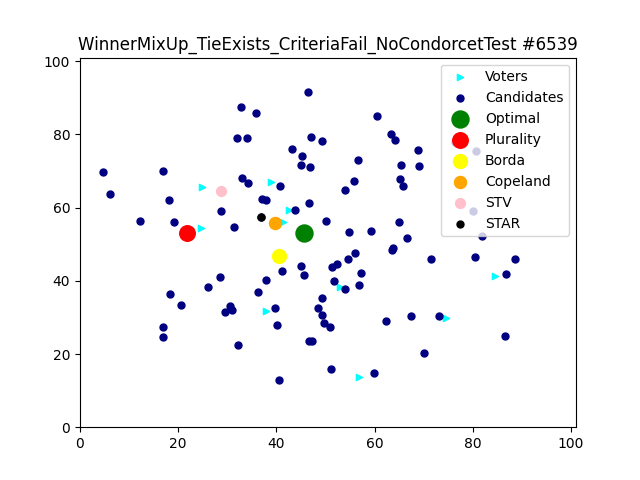 WinnerMixUp_TieExists_CriteriaFail_NoCondorcetTest #6539
100
80
60
40
20
0
0 20 40 60 80 100
Voters
Candidates
Optimal
Plurality
Borda
Copeland
STV
STAR